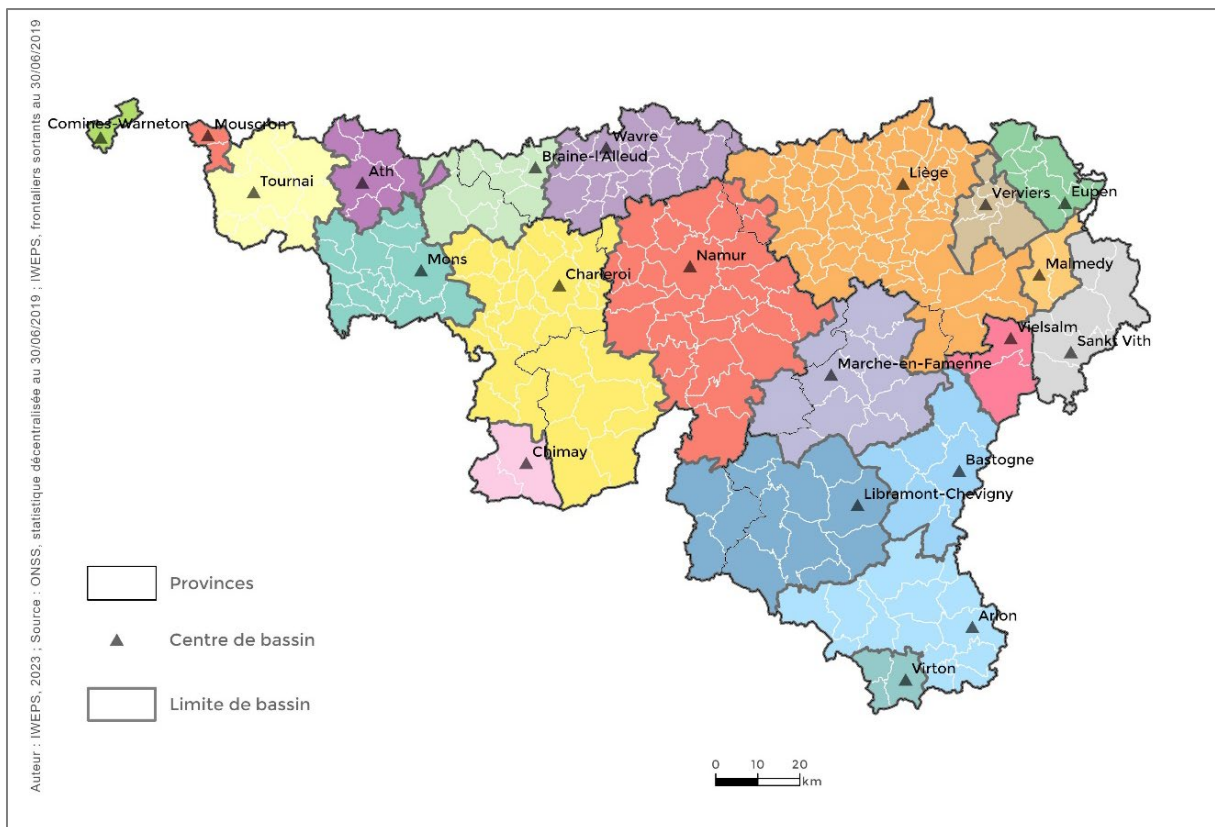 Auteur : IWEPS, 2023 ; Source : ONSS, statistique décentralisée au 30/06/2019 ; IWEPS, frontaliers sortants au 30/06/2019
Comines-Warneton
Mouscron
Wavre
Braine-l'Alleud
Tournai
Ath
Liège
Verviers
Eupen
Mons
Charleroi
Namur
Malmedy
Vielsalm
Sankt Vith
Marche-en-Famenne
Chimay
Bastogne
Libramont-Chevigny
Arlon
Virton
Provinces
Centre de bassin
Limite de bassin
0 10 20
km